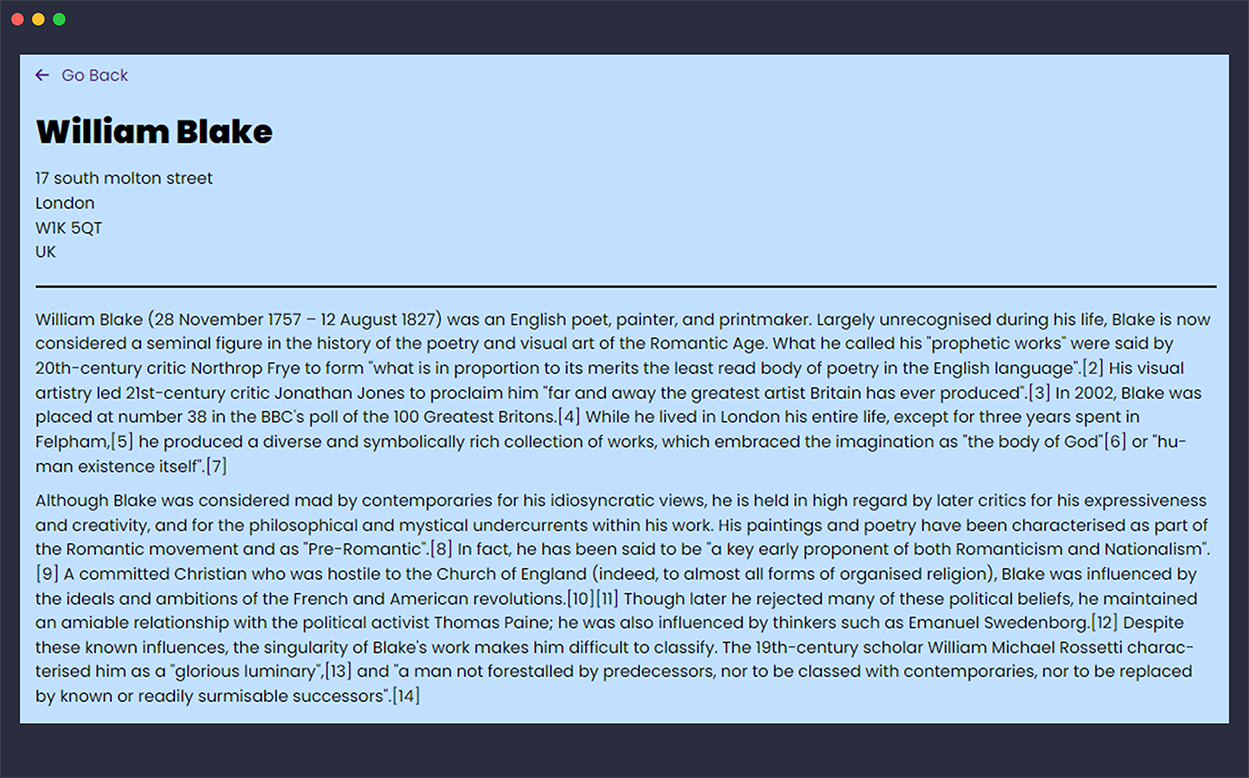 ← Go Back
William Blake
17 south molton street
London
W1K 5QT
UK
William Blake (28 November 1757 – 12 August 1827) was an English poet, painter, and printmaker. Largely unrecognised during his life, Blake is now
considered a seminal figure in the history of the poetry and visual art of the Romantic Age. What he called his "prophetic works" were said by
20th-century critic Northrop Frye to form "what is in proportion to its merits the least read body of poetry in the English language".[2] His visual
artistry led 21st-century critic Jonathan Jones to proclaim him "far and away the greatest artist Britain has ever produced".[3] In 2002, Blake was
placed at number 38 in the BBC's poll of the 100 Greatest Britons.[4] While he lived in London his entire life, except for three years spent in
Felpham,[5] he produced a diverse and symbolically rich collection of works, which embraced the imagination as "the body of God"[6] or "hu-
man existence itself".[7]
Although Blake was considered mad by contemporaries for his idiosyncratic views, he is held in high regard by later critics for his expressiveness
and creativity, and for the philosophical and mystical undercurrents within his work. His paintings and poetry have been characterised as part of
the Romantic movement and as "Pre-Romantic".[8] In fact, he has been said to be "a key early proponent of both Romanticism and Nationalism".
[9] A committed Christian who was hostile to the Church of England (indeed, to almost all forms of organised religion), Blake was influenced by
the ideals and ambitions of the French and American revolutions.[10][11] Though later he rejected many of these political beliefs, he maintained
an amiable relationship with the political activist Thomas Paine; he was also influenced by thinkers such as Emanuel Swedenborg.[12] Despite
these known influences, the singularity of Blake's work makes him difficult to classify. The 19th-century scholar William Michael Rossetti charac-
terised him as a "glorious luminary",[13] and "a man not forestalled by predecessors, nor to be classed with contemporaries, nor to be replaced
by known or readily surmisable successors".[14]